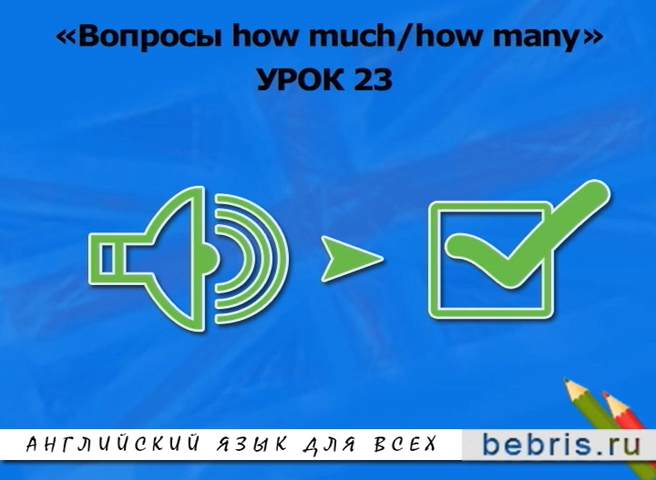 «Вопросы how much/how many»
УРОК 23
АНГЛИЙСКИЙ ЯЗЫК ДЛЯ ВСЕХ
bebris.ru